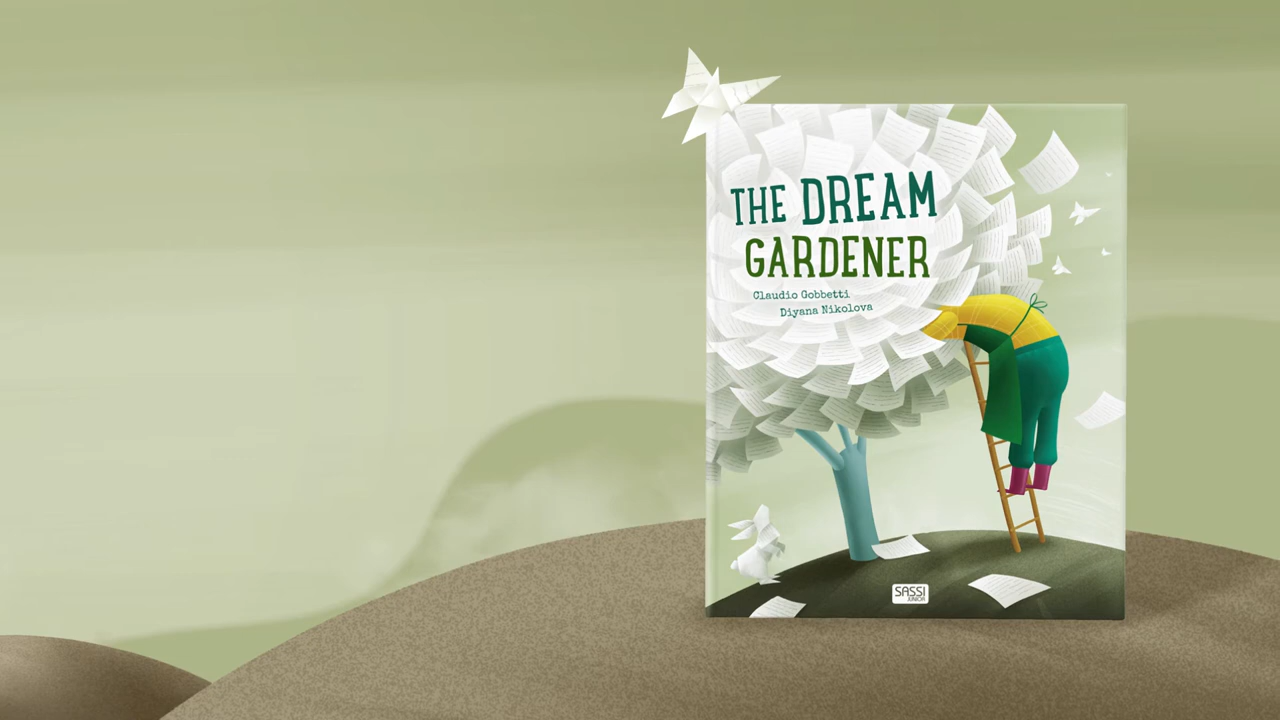 THE DREAM
GARDENER
Claudio Gobbetti
Diyana Nikolova
SASSI
JUNIOR